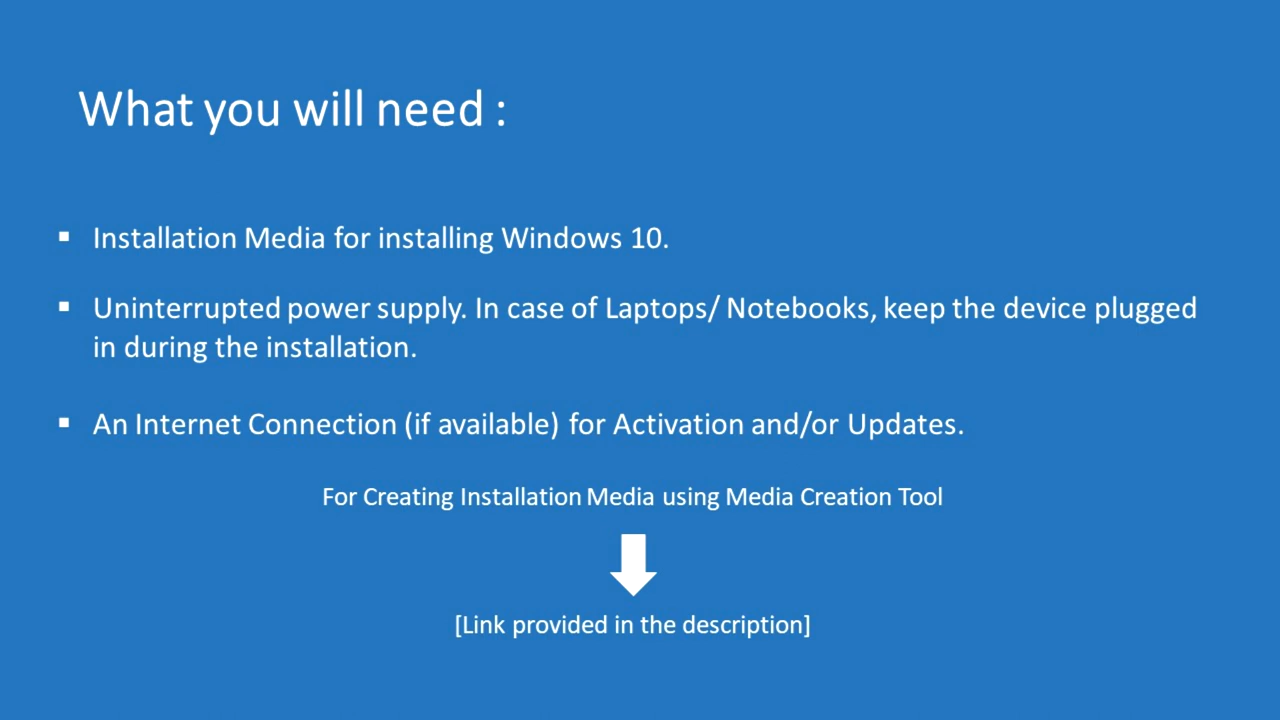 What you will need :
▪ Installation Media for installing Windows 10.
▪ Uninterrupted power supply. In case of Laptops/ Notebooks, keep the device plugged
in during the installation.
▪ An Internet Connection (if available) for Activation and/or Updates.
For Creating Installation Media using Media Creation Tool
[Link provided in the description]